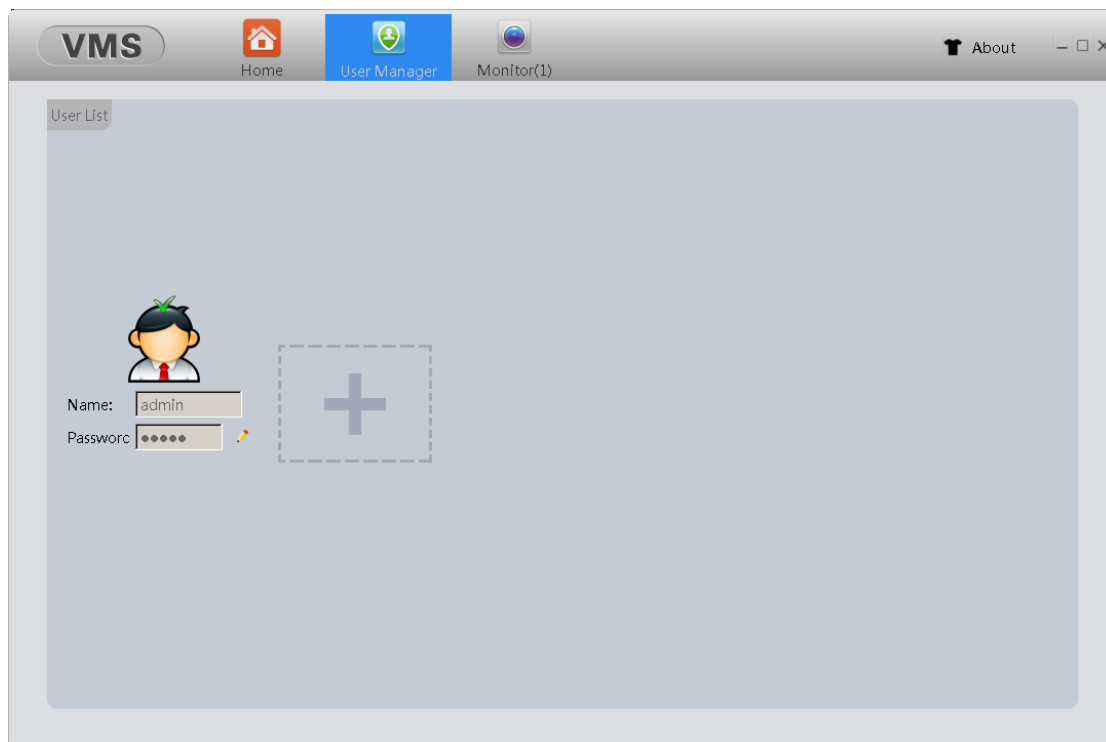 VMS
Home
User Manager
Monitor(1)
About
User List
Name: admin
Passworc •••••